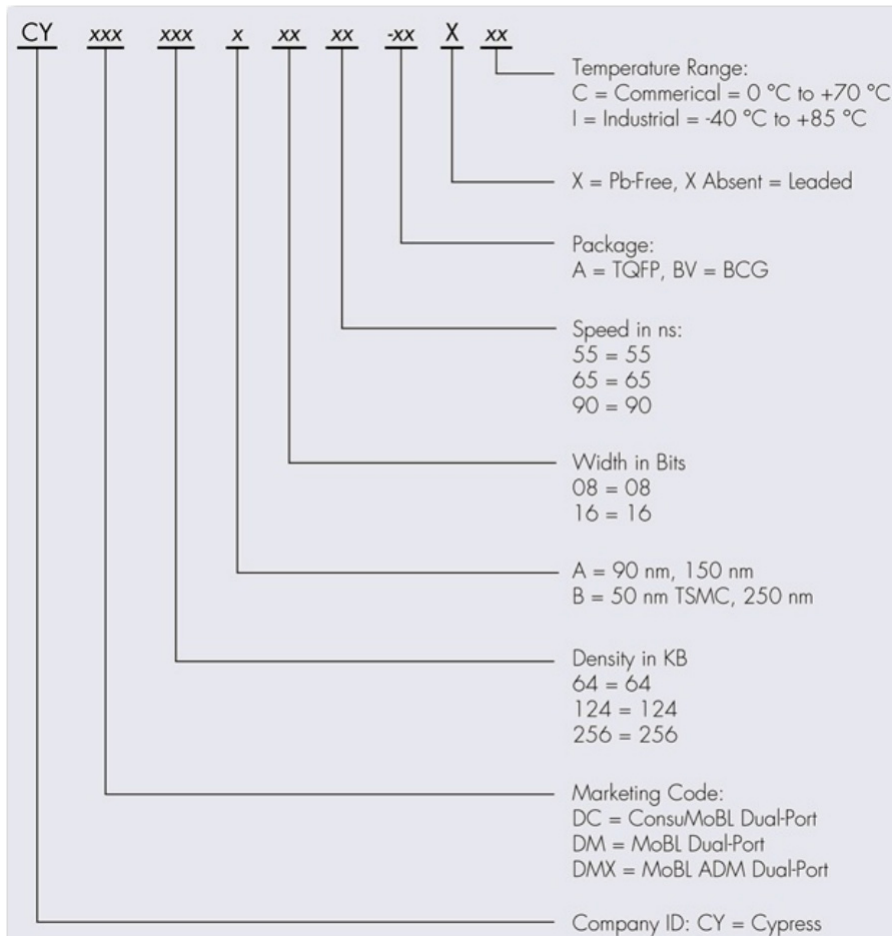 CY xxx xxx x xx xx -xx X xx
Temperature Range:
C = Commerical = 0 °C to +70 °C
I = Industrial = -40 °C to +85 °C
X = Pb-Free, X Absent = Leaded
Package:
A = TQFP, BV = BCG
Speed in ns:
55 = 55
65 = 65
90 = 90
Width in Bits
08 = 08
16 = 16
A = 90 nm, 150 nm
B = 50 nm TSMC, 250 nm
Density in KB
64 = 64
124 = 124
256 = 256
Marketing Code:
DC = ConsuMoBL Dual-Port
DM = MoBL Dual-Port
DMX = MoBL ADM Dual-Port
Company ID: CY = Cypress